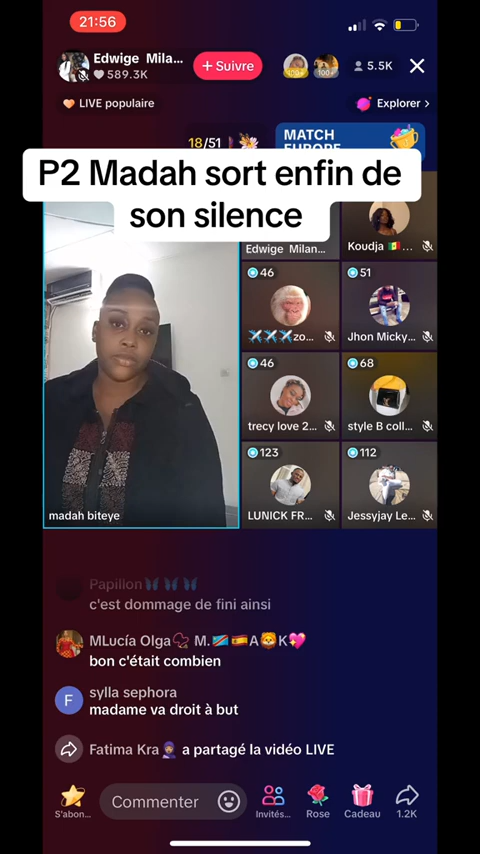 21:56
Edwige Mila...
589.3K
+ Suivre
100+
100+
5.5K
LIVE populaire
Explorer >
18/51
MATCH
EUROPE
P2 Madah sort enfin de
son silence
Edwige Milan...
Koudja 🇸🇳...
46
51
✈️✈️✈️zo...
Jhon Micky...
46
68
trecy love 2...
style B coll...
123
112
madah biteye
LUNICK FR...
Jessyjay Le...
Papillon🦋🦋🦋
c'est dommage de fini ainsi
MLucía Olga📿 M.🇨🇩🇪🇸A🦁K💖
bon c'était combien
F
sylla sephora
madame va droit à but
Fatima Kra🧕🏾 a partagé la vidéo LIVE
Commenter
S'abon...
Invités...
Rose
Cadeau
1.2K